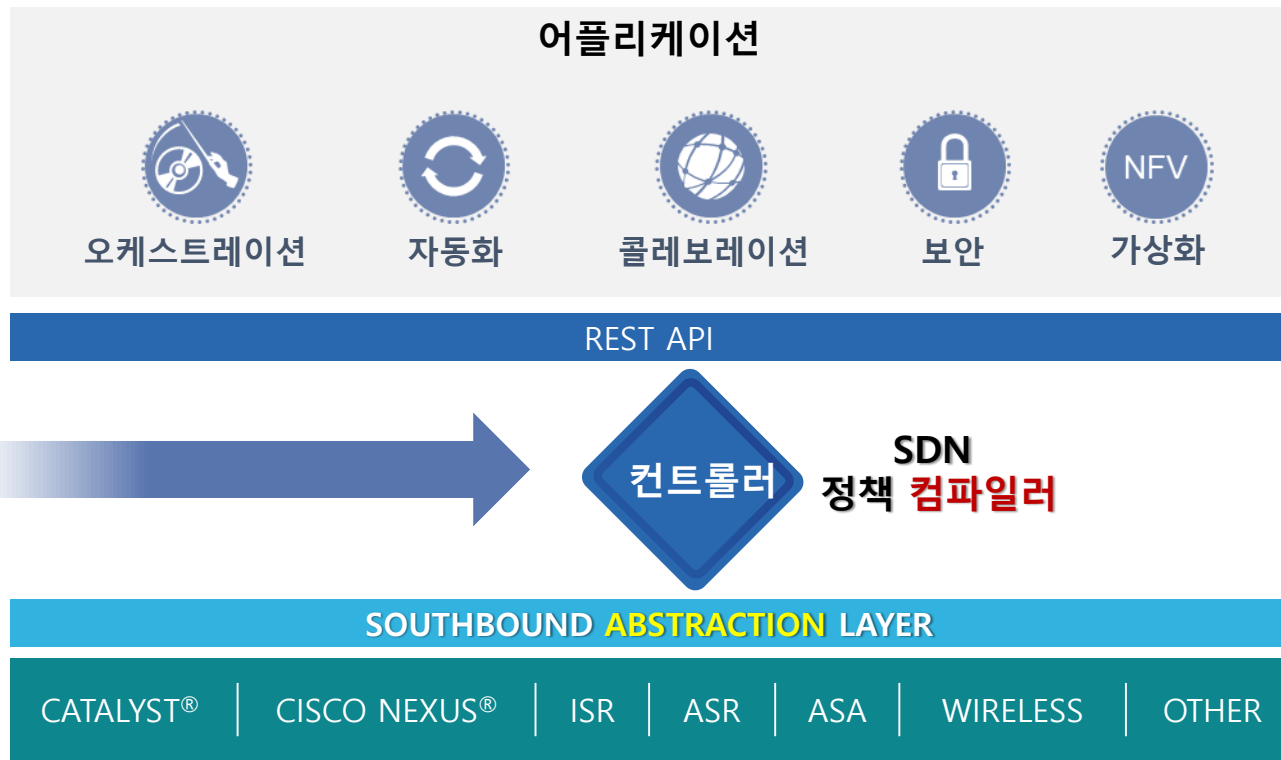 어플리케이션
NFV
오케스트레이션 자동화 콜레보레이션 보안 가상화
REST API
컨트롤러
SDN
정책 컴파일러
SOUTHBOUND ABSTRACTION LAYER
CATALYST® CISCO NEXUS® ISR ASR ASA WIRELESS OTHER